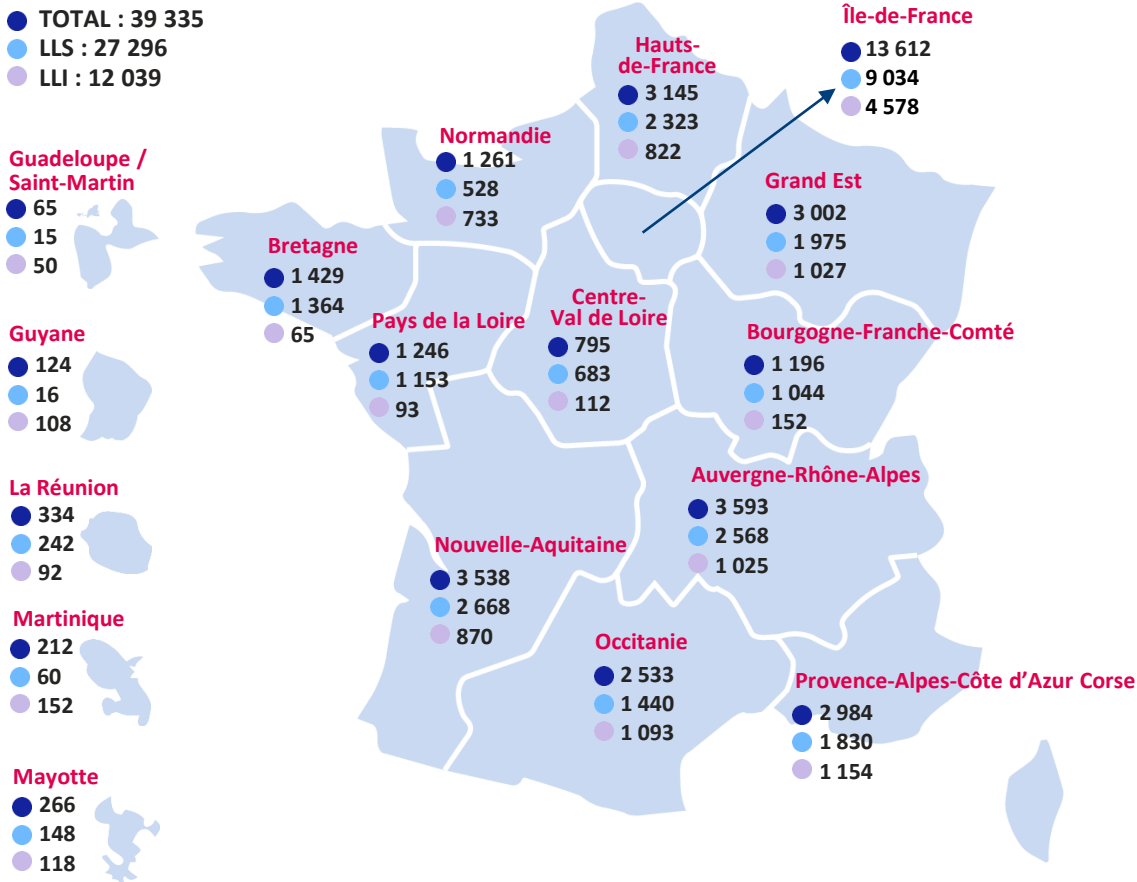 TOTAL : 39 335
LLS : 27 296
LLI : 12 039
Île-de-France
13 612
9 034
4 578
Hauts-
de-France
3 145
2 323
822
Normandie
1 261
528
733
Guadeloupe /
Saint-Martin
65
15
50
Grand Est
3 002
1 975
1 027
Bretagne
1 429
1 364
65
Centre-
Val de Loire
795
683
112
Pays de la Loire
1 246
1 153
93
Bourgogne-Franche-Comté
1 196
1 044
152
Guyane
124
16
108
La Réunion
334
242
92
Auvergne-Rhône-Alpes
3 593
2 568
1 025
Nouvelle-Aquitaine
3 538
2 668
870
Martinique
212
60
152
Occitanie
2 533
1 440
1 093
Provence-Alpes-Côte d’Azur Corse
2 984
1 830
1 154
Mayotte
266
148
118